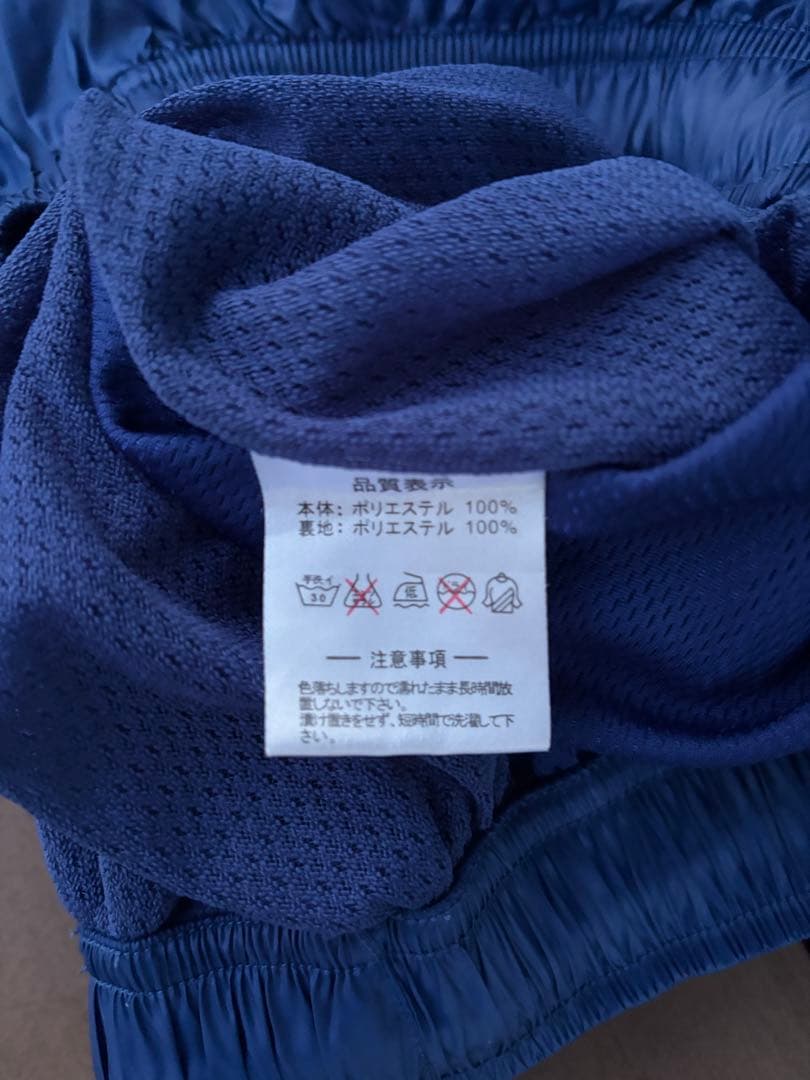 品質表示
本体: ポリエステル 100%
裏地: ポリエステル 100%
手洗イ
30
低
注意事項
色落ちしますので濡れたまま長時間放
置しないで下さい。
漬け置きをせず、短時間で洗濯して下
さい。